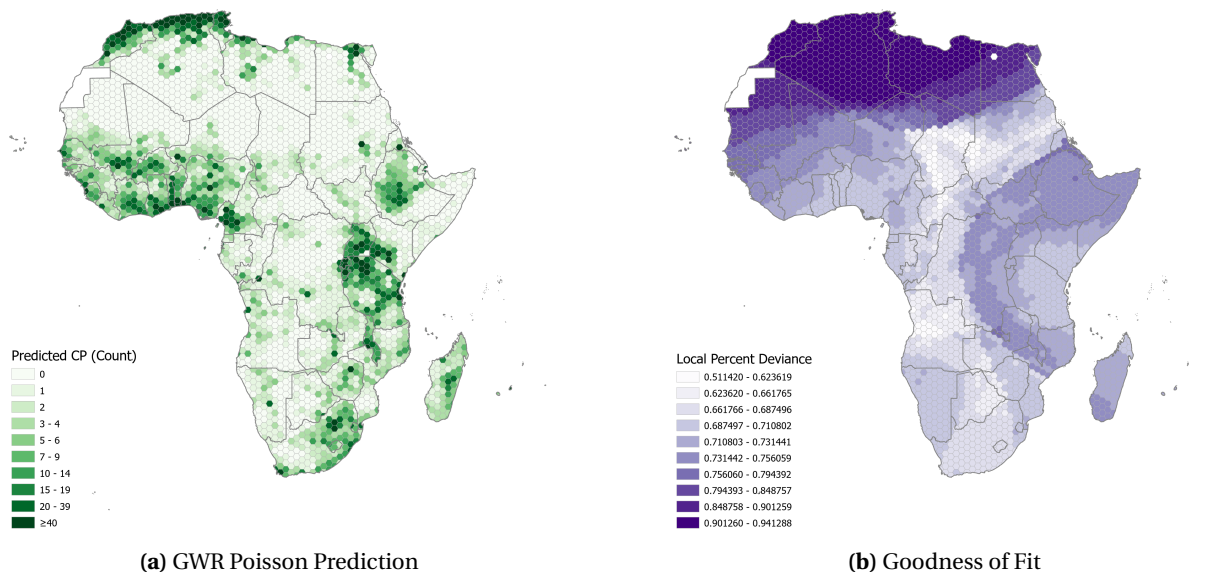 Predicted CP (Count)
0
1
2
3 - 4
5 - 6
7 - 9
10 - 14
15 - 19
20 - 39
≥40
(a) GWR Poisson Prediction
Local Percent Deviance
0.511420 - 0.623619
0.623620 - 0.661765
0.661766 - 0.687496
0.687497 - 0.710802
0.710803 - 0.731441
0.731442 - 0.756059
0.756060 - 0.794392
0.794393 - 0.848757
0.848758 - 0.901259
0.901260 - 0.941288
(b) Goodness of Fit